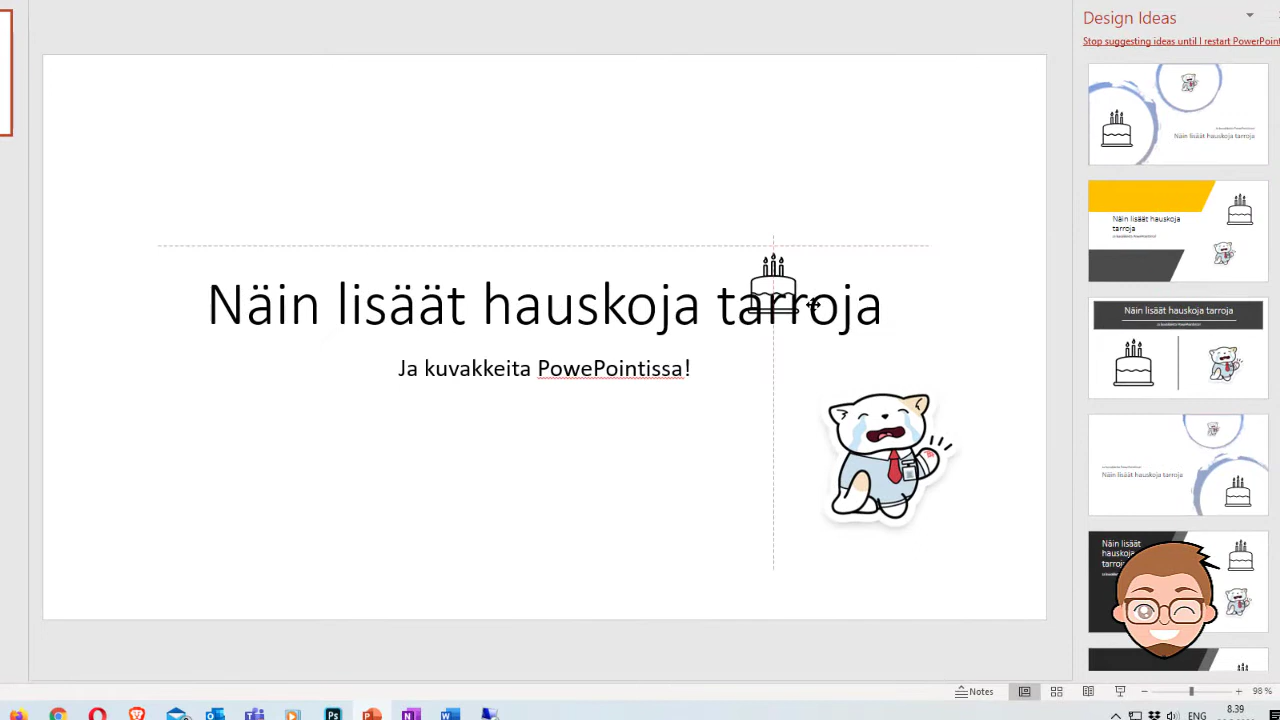 Design Ideas
Stop suggesting ideas until I restart PowerPoint
Näin lisäät hauskoja tarroja
Ja kuvakkeita PowePointissa!
Näin lisäät hauskoja tarroja
Näin lisäät hauskoja
tarroja
Näin lisäät hauskoja tarroja
Näin lisäät hauskoja tarroja
Näin lisäät
hauskoja
Notes
98 %
ENG
8.39